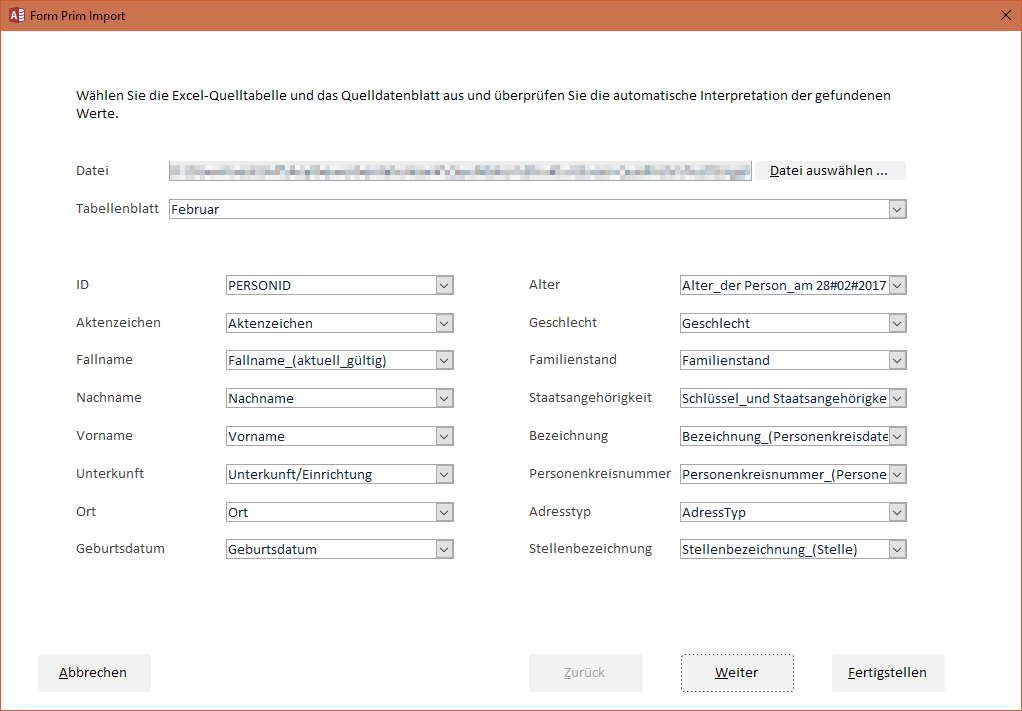 Form Prim Import
Wählen Sie die Excel-Quelltabelle und das Quelldatenblatt aus und überprüfen Sie die automatische Interpretation der gefundenen
Werte.
Datei
Datei auswählen ...
Tabellenblatt Februar
ID PERSONID Alter Alter_der Person_am 28#02#2017
Aktenzeichen Aktenzeichen Geschlecht Geschlecht
Fallname Fallname_(aktuell_gültig) Familienstand Familienstand
Nachname Nachname Staatsangehörigkeit Schlüssel_und Staatsangehörigke
Vorname Vorname Bezeichnung Bezeichnung_(Personenkreisdate
Unterkunft Unterkunft/Einrichtung Personenkreisnummer Personenkreisnummer_(Persone
Ort Ort Adresstyp AdressTyp
Geburtsdatum Geburtsdatum Stellenbezeichnung Stellenbezeichnung_(Stelle)
Abbrechen Zurück Weiter Fertigstellen